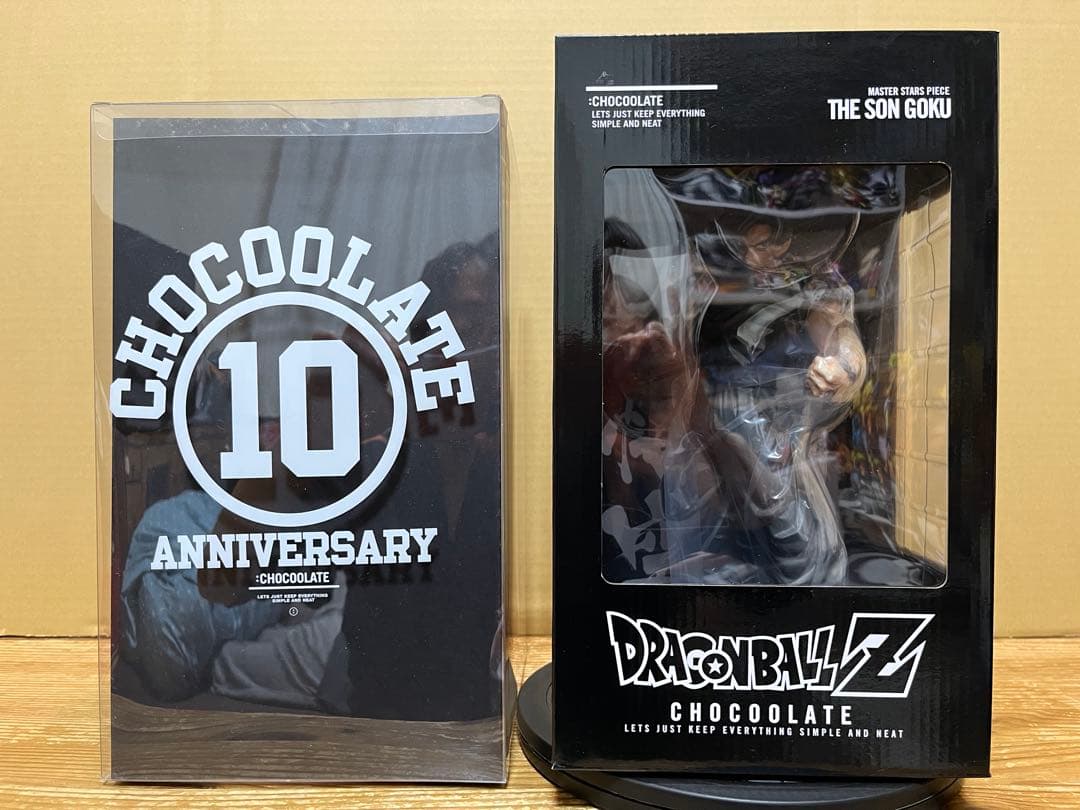 CHOCOOLATE
10
ANNIVERSARY
:CHOCOOLATE
LETS JUST KEEP EVERYTHING
SIMPLE AND NEAT
:CHOCOOLATE
LETS JUST KEEP EVERYTHING
SIMPLE AND NEAT
MASTER STARS PIECE
THE SON GOKU
DRAGONBALL Z
CHOCOOLATE
LETS JUST KEEP EVERYTHING SIMPLE AND NEAT